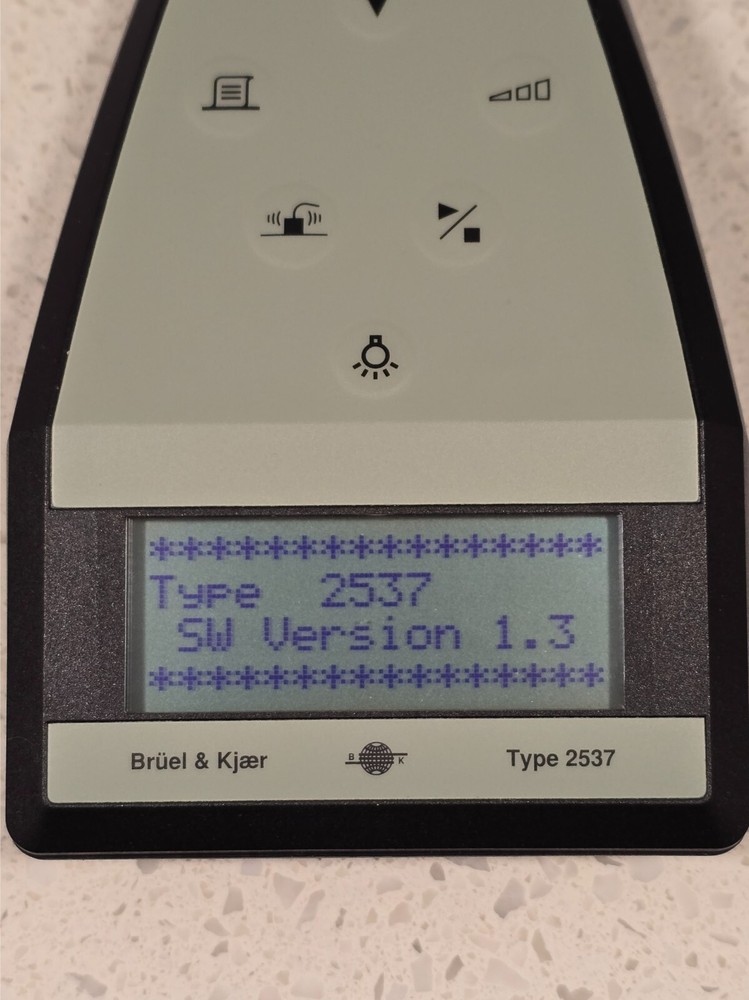 ****************
Type  2537
 SW Version 1.3
****************
Brüel & Kjær
B K
Type 2537